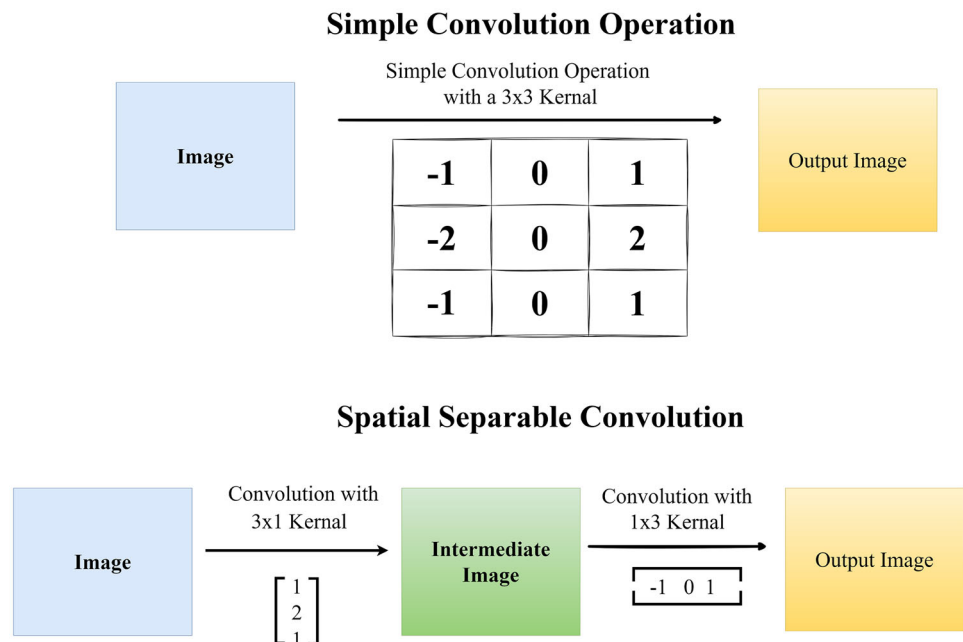 Simple Convolution Operation
Simple Convolution Operation
with a 3x3 Kernal
Image
-1 0 1
-2 0 2
-1 0 1
Output Image
Spatial Separable Convolution
Image
Convolution with
3x1 Kernal
1
2
1
Intermediate
Image
Convolution with
1x3 Kernal
-1 0 1
Output Image